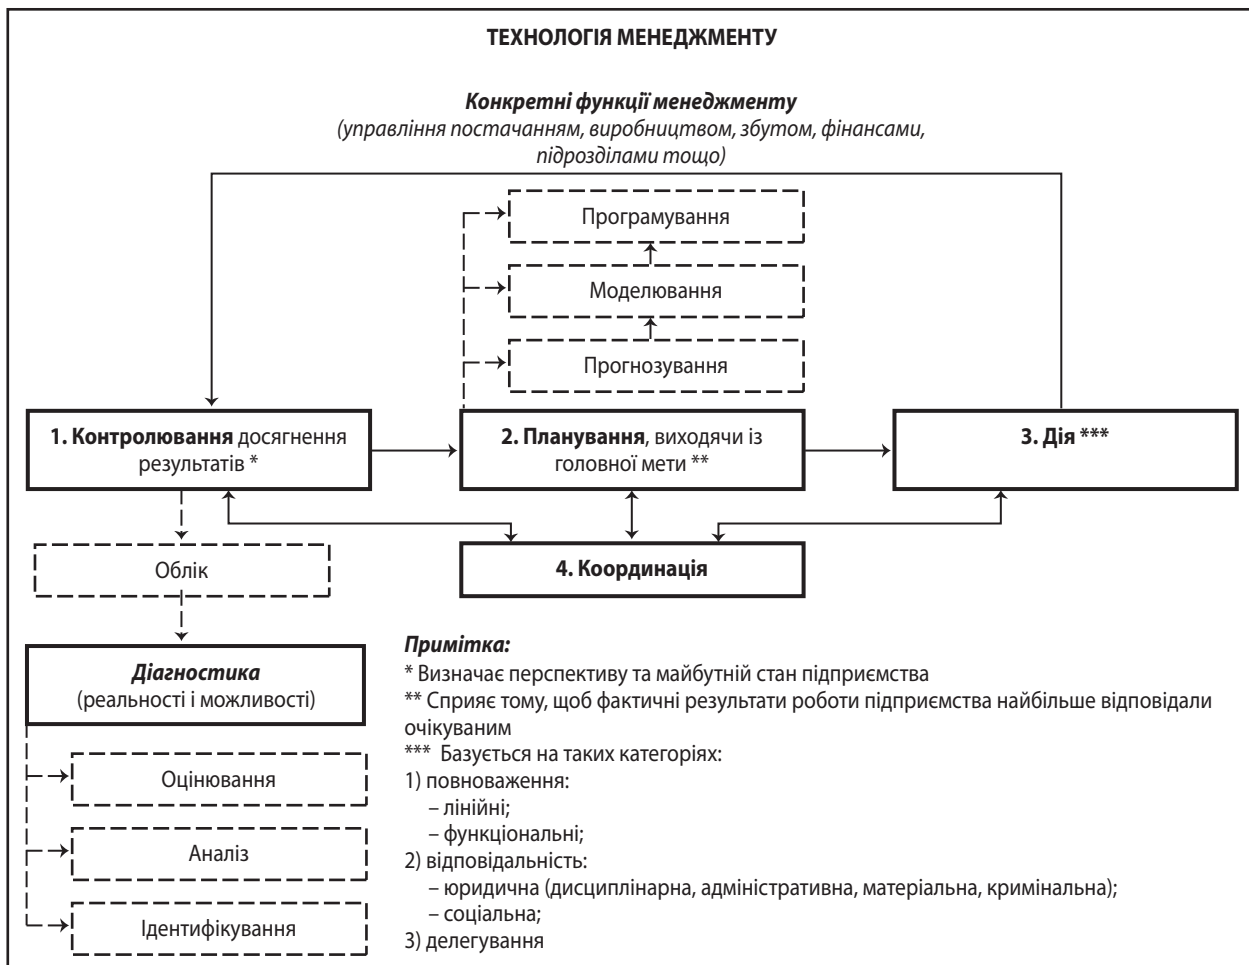 ТЕХНОЛОГІЯ МЕНЕДЖМЕНТУ
Конкретні функції менеджменту
(управління постачанням, виробництвом, збутом, фінансами,
підрозділами тощо)
Програмування
Моделювання
Прогнозування
1. Контролювання досягнення
результатів *
2. Планування, виходячи із
головної мети **
3. Дія ***
4. Координація
Облік
Діагностика
(реальності і можливості)
Оцінювання
Аналіз
Ідентифікування
Примітка:
* Визначає перспективу та майбутній стан підприємства
** Сприяє тому, щоб фактичні результати роботи підприємства найбільше відповідали
очікуваним
*** Базується на таких категоріях:
1) повноваження:
– лінійні;
– функціональні;
2) відповідальність:
– юридична (дисциплінарна, адміністративна, матеріальна, кримінальна);
– соціальна;
3) делегування